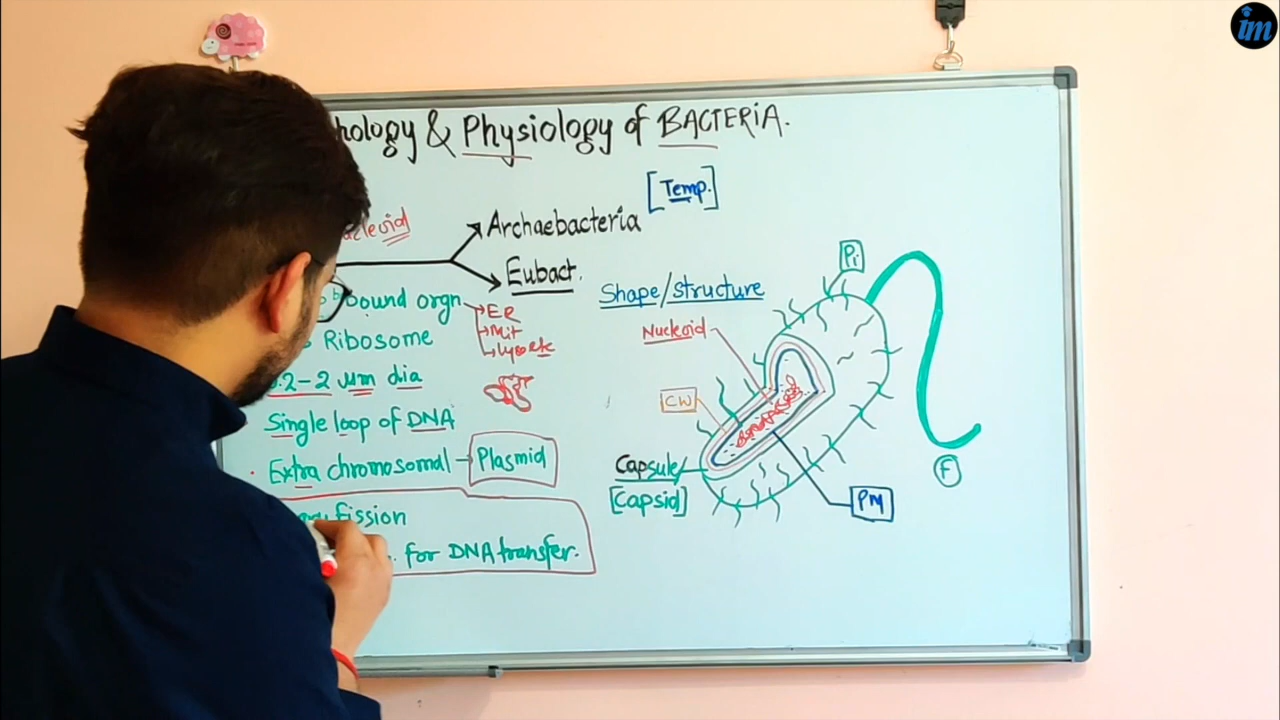 im
hology & Physiology of BACTERIA.
[Temp.]
Archaebacteria
Eubact.
bound orgn
ER
Mit
Ribosome
0.2-2 µm dia
Single loop of DNA
Extra chromosomal → Plasmid
fission
for DNA transfer.
Shape/structure
Pi
Nucleoid
CW
Capsule
[Capsid]
PM
F